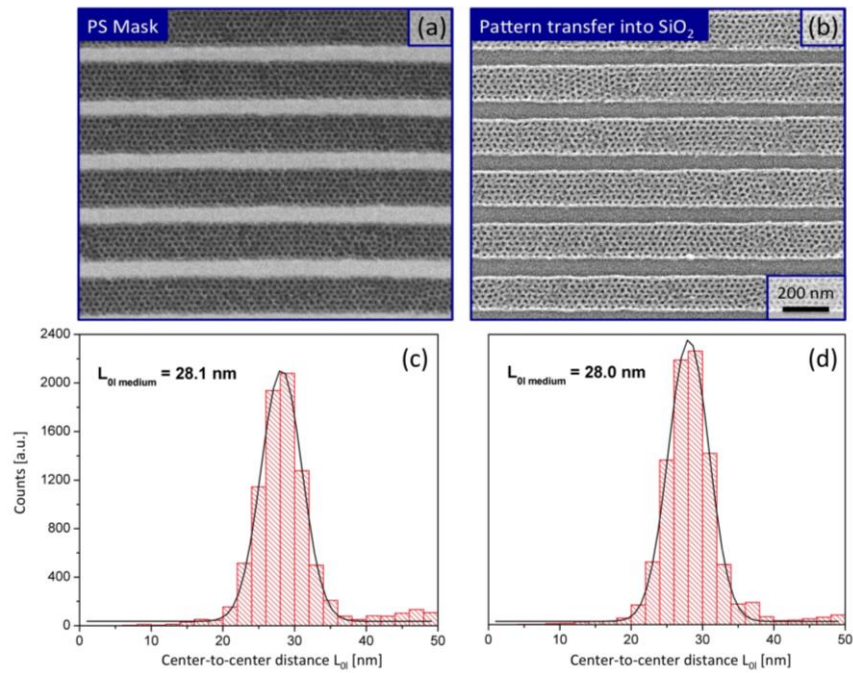 PS Mask
(a)
Pattern transfer into SiO₂
(b)
200 nm
2400
2000
1600
1200
800
400
0
Counts [a.u.]
L₀ₗ medium = 28.1 nm
(c)
0 10 20 30 40 50
Center-to-center distance L₀ₗ [nm]
L₀ₗ medium = 28.0 nm
(d)
0 10 20 30 40 50
Center-to-center distance L₀ₗ [nm]